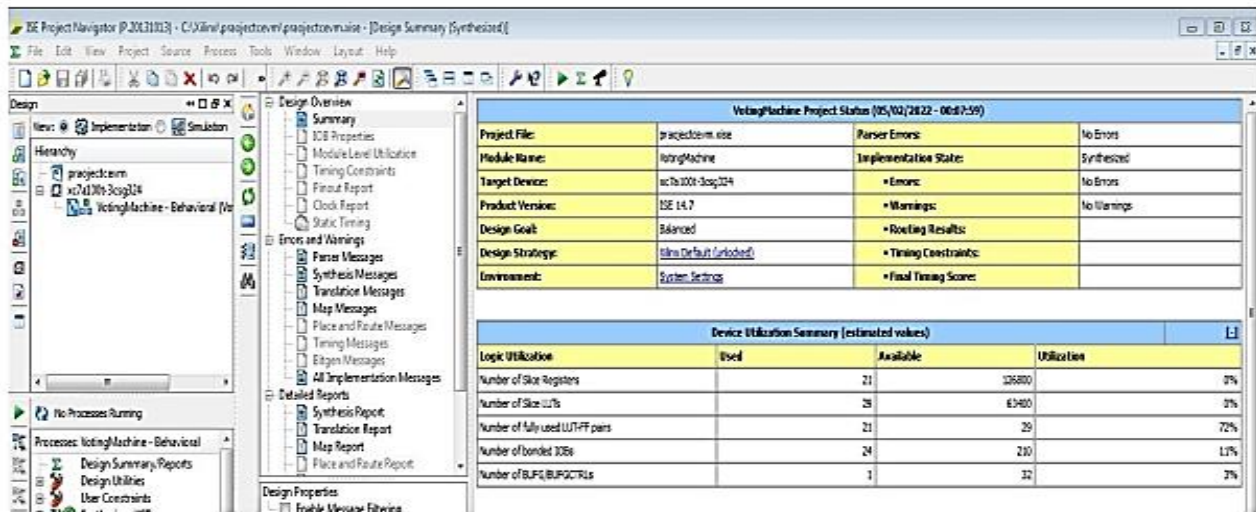 ISE Project Navigator (P.20131013) - C:\Xilinx\praojectcevm\praojectcevm.xise - [Design Summary (Synthesized)]
File Edit View Project Source Process Tools Window Layout Help
Design
View: Implementation Simulation
Hierarchy
praojectcevm
xc7a100t-3csg324
VotingMachine - Behavioral (Vo
No Processes Running
Processes: VotingMachine - Behavioral
Design Summary/Reports
Design Utilities
User Constraints
Design Overview
Summary
IOB Properties
Module Level Utilization
Timing Constraints
Pinout Report
Clock Report
Static Timing
Errors and Warnings
Parser Messages
Synthesis Messages
Translation Messages
Map Messages
Place and Route Messages
Timing Messages
Bitgen Messages
All Implementation Messages
Detailed Reports
Synthesis Report
Translation Report
Map Report
Place and Route Report
Design Properties
Enable Message Filtering
VotingMachine Project Status (05/02/2022 - 00:07:59)
Project File: praojectcevm.xise Parser Errors: No Errors
Module Name: VotingMachine Implementation State: Synthesized
Target Device: xc7a100t-3csg324 •Errors: No Errors
Product Version: ISE 14.7 •Warnings: No Warnings
Design Goal: Balanced •Routing Results:
Design Strategy: Xilinx Default (unlocked) •Timing Constraints:
Environment: System Settings •Final Timing Score:
Device Utilization Summary (estimated values) [-]
Logic Utilization Used Available Utilization
Number of Slice Registers 21 126800 0%
Number of Slice LUTs 29 63400 0%
Number of fully used LUT-FF pairs 21 29 72%
Number of bonded IOBs 24 210 11%
Number of BUFG/BUFGCTRLs 1 32 3%